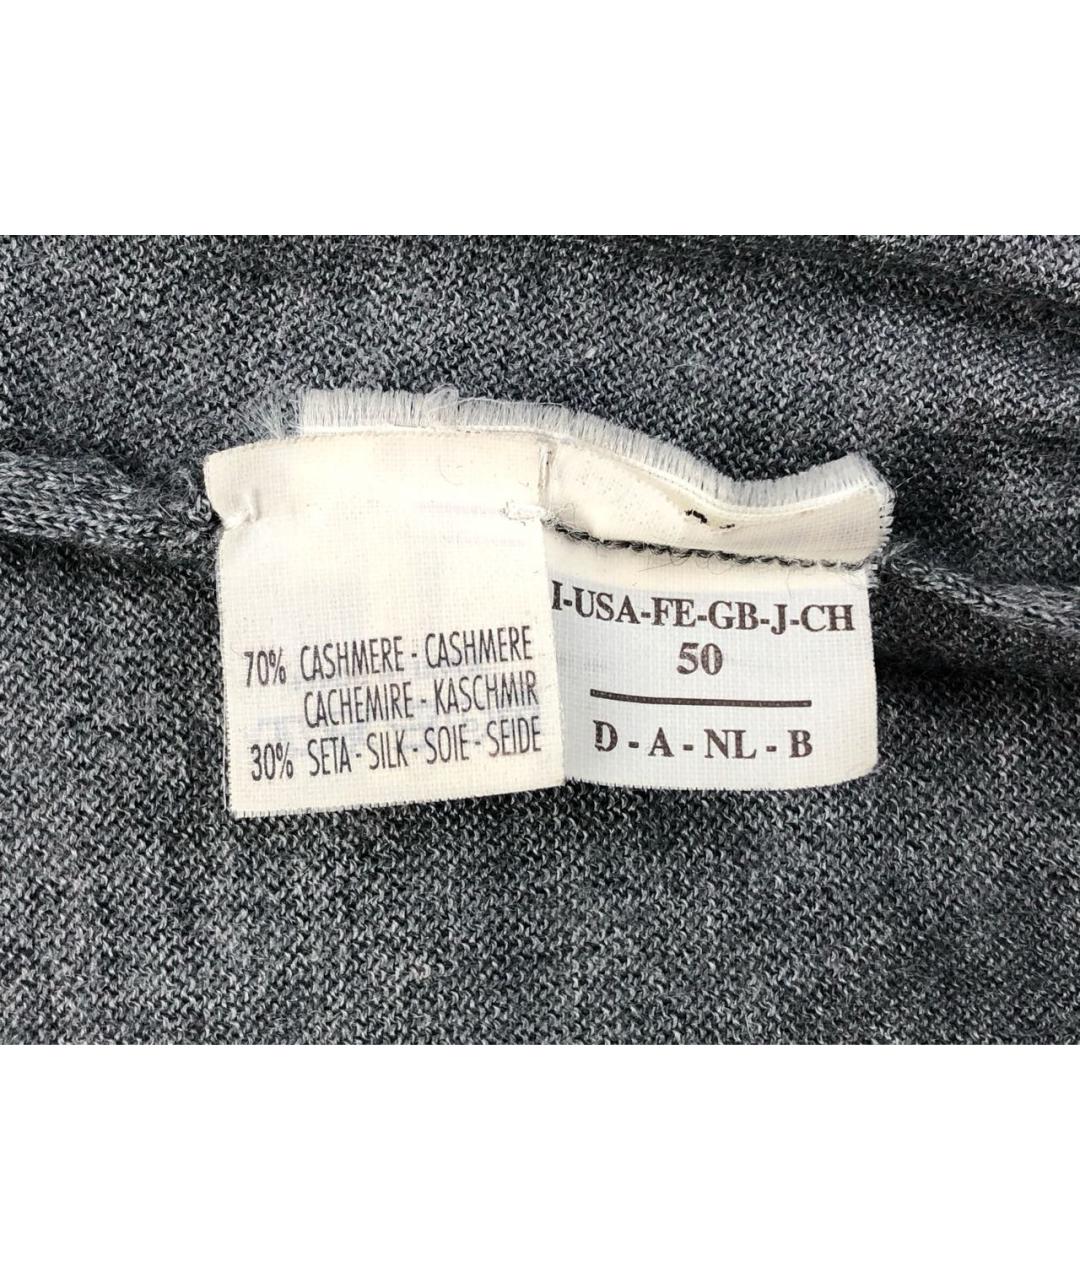 70% CASHMERE - CASHMERE
CACHEMIRE - KASCHMIR
30% SETA - SILK - SOIE - SEIDE
I-USA-FE-GB-J-CH
50
D - A - NL - B